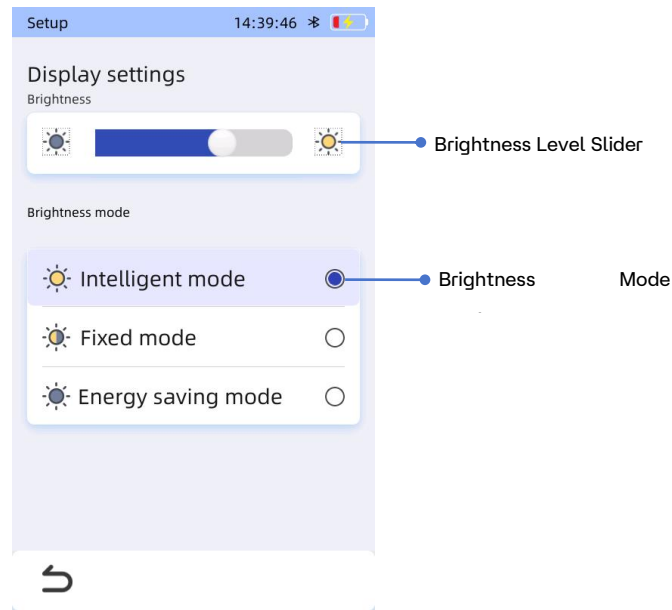 Setup 14:39:46
Display settings
Brightness
Brightness Level Slider
Brightness mode
Intelligent mode
Brightness Mode
Fixed mode
Energy saving mode